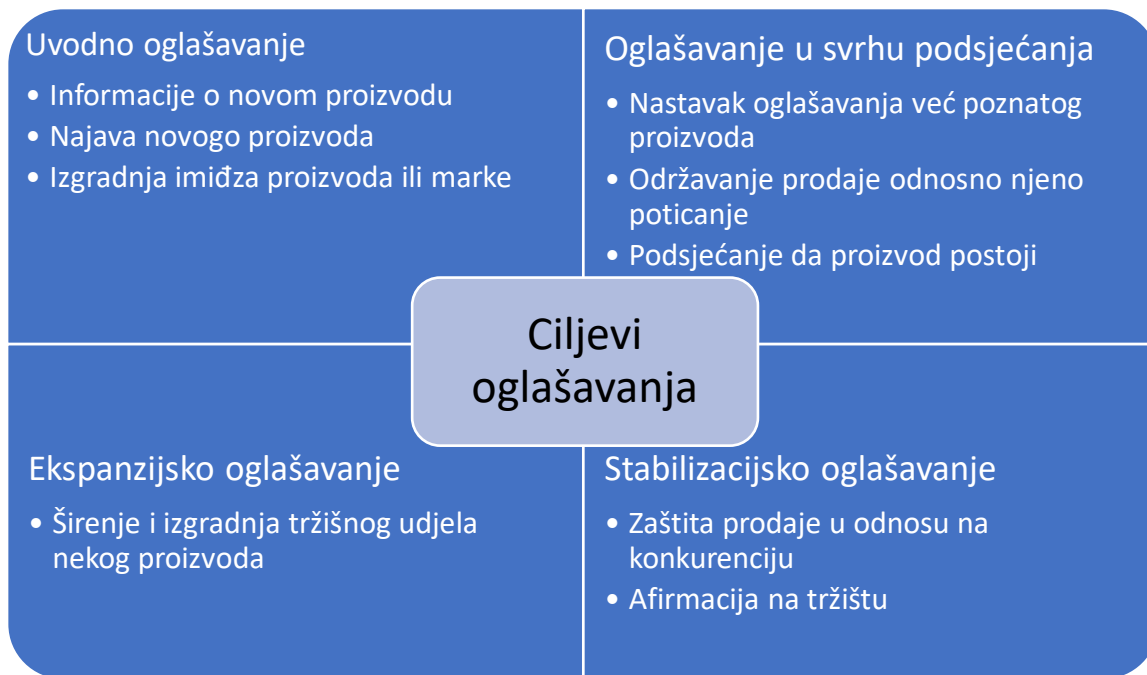 Uvodno oglašavanje
• Informacije o novom proizvodu
• Najava novogo proizvoda
• Izgradnja imiđza proizvoda ili marke
Oglašavanje u svrhu podsjećanja
• Nastavak oglašavanja već poznatog
proizvoda
• Održavanje prodaje odnosno njeno
poticanje
• Podsjećanje da proizvod postoji
Ciljevi
oglašavanja
Ekspanzijsko oglašavanje
• Širenje i izgradnja tržišnog udjela
nekog proizvoda
Stabilizacijsko oglašavanje
• Zaštita prodaje u odnosu na
konkurenciju
• Afirmacija na tržištu